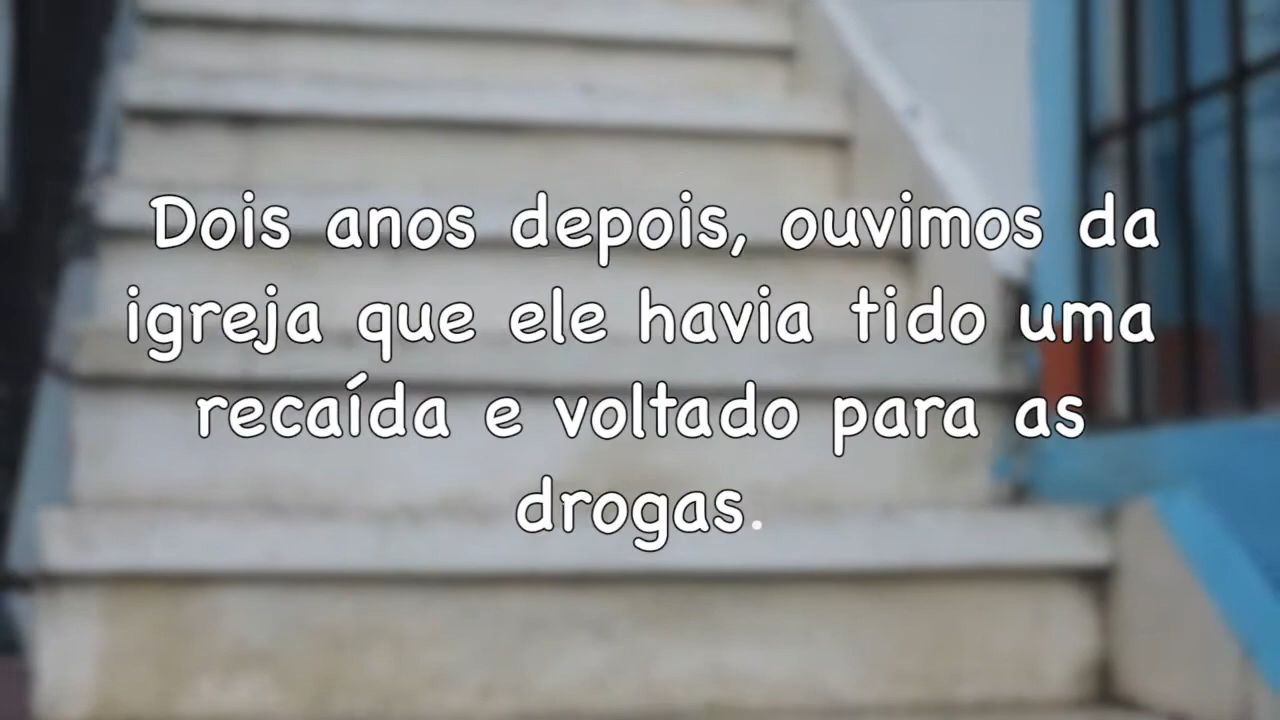 Dois anos depois, ouvimos da
igreja que ele havia tido uma
recaída e voltado para as
drogas.